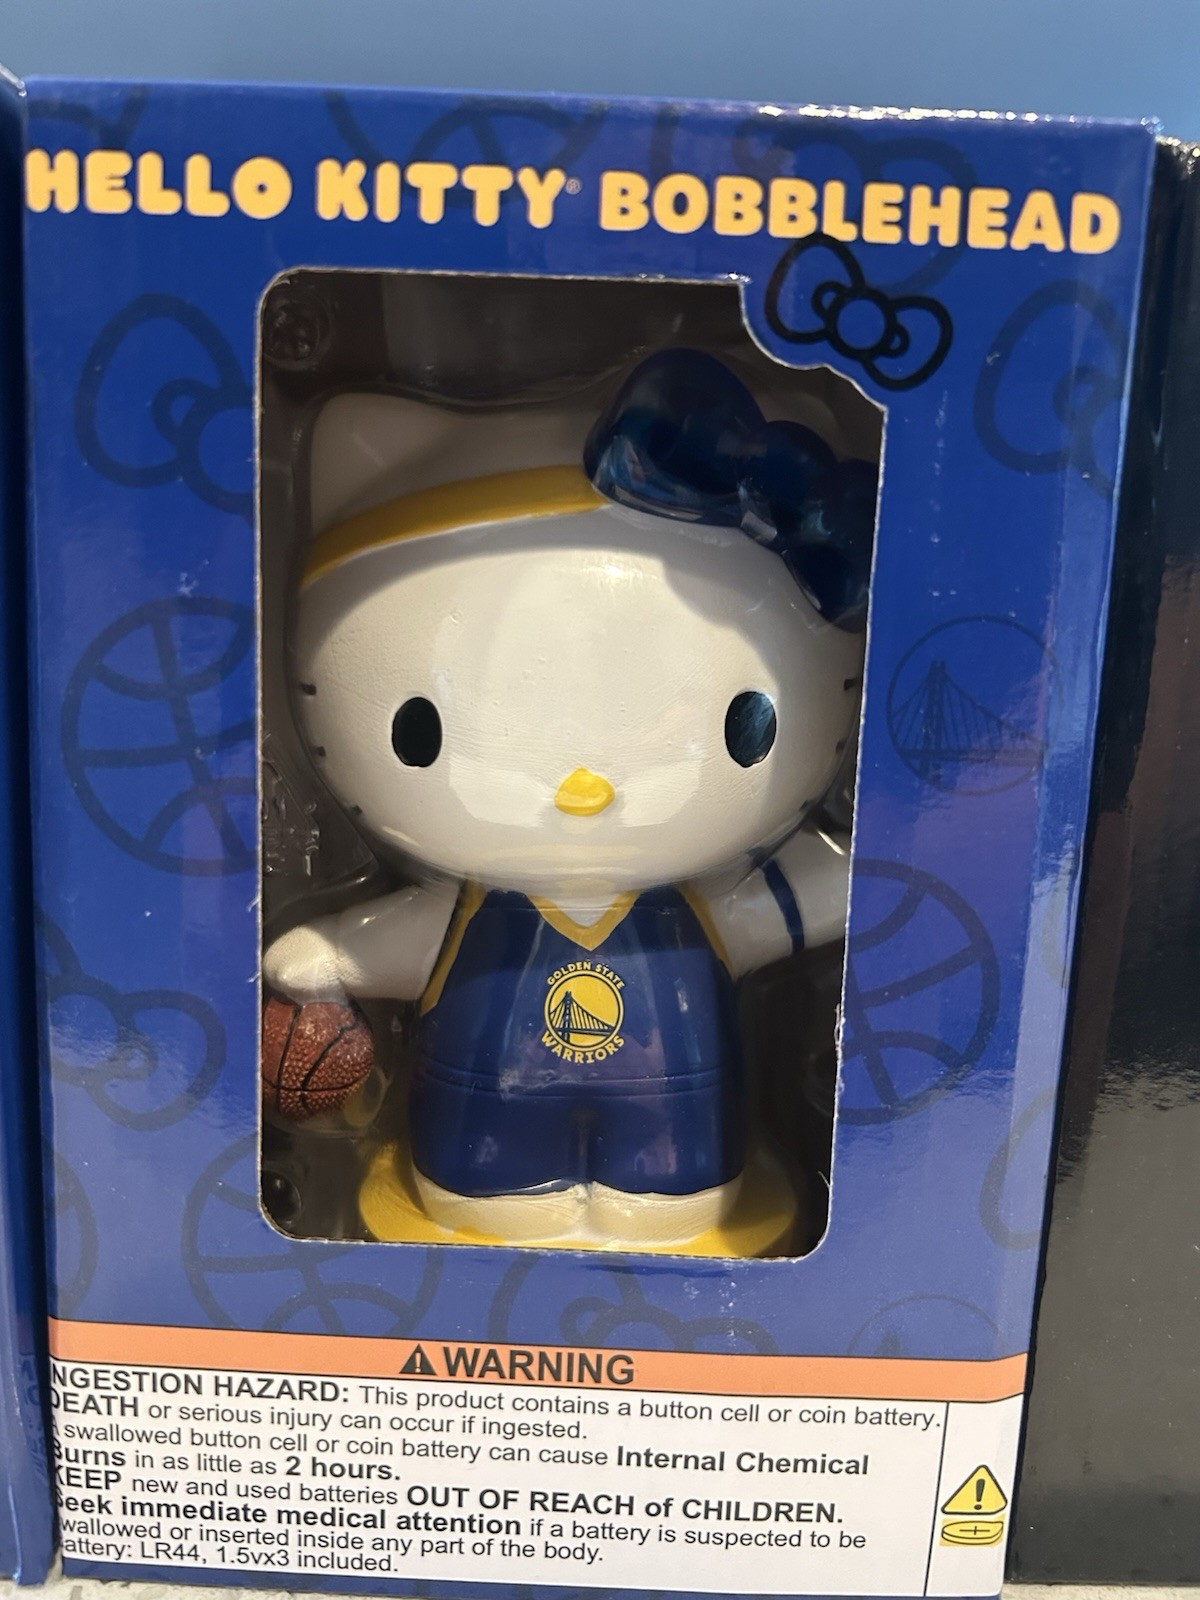 HELLO KITTY® BOBBLEHEAD
GOLDEN STATE
WARRIORS
WARNING
NGESTION HAZARD: This product contains a button cell or coin battery.
DEATH or serious injury can occur if ingested.
A swallowed button cell or coin battery can cause Internal Chemical
Burns in as little as 2 hours.
KEEP new and used batteries OUT OF REACH of CHILDREN.
Seek immediate medical attention if a battery is suspected to be
wallowed or inserted inside any part of the body.
attery: LR44, 1.5vx3 included.